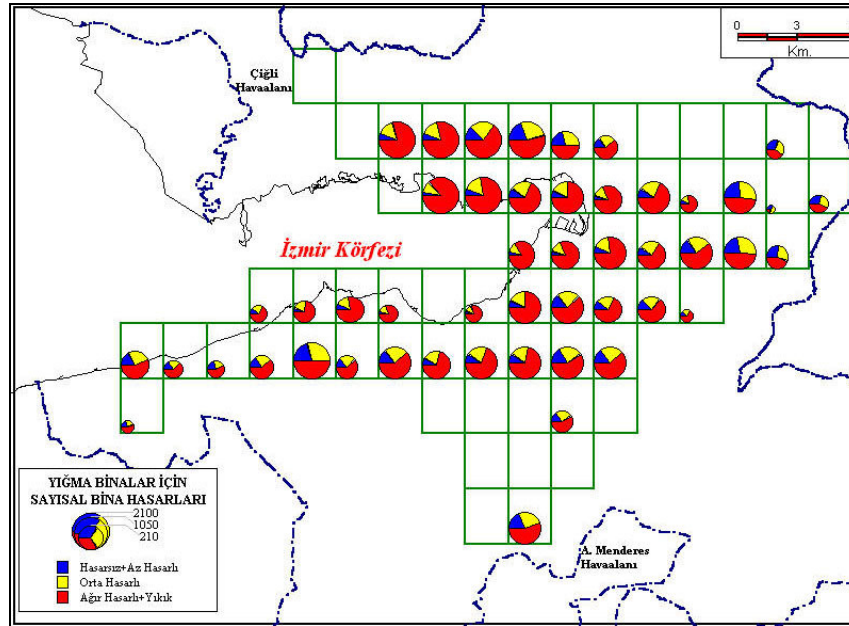 0 3
Km.
Çiğli
Havaalanı
İzmir Körfezi
YIĞMA BİNALAR İÇİN
SAYISAL BİNA HASARLARI
2100
1050
210
Hasarsız+Az Hasarlı
Orta Hasarlı
Ağır Hasarlı+Yıkık
A. Menderes
Havaalanı